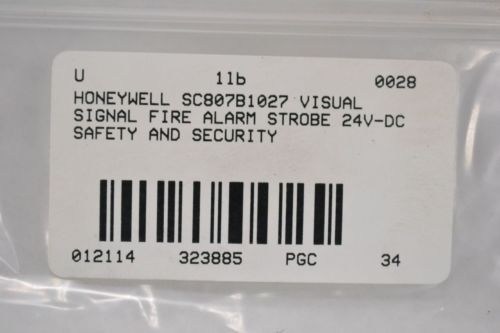 U 1lb 0028
HONEYWELL SC807B1027 VISUAL
SIGNAL FIRE ALARM STROBE 24V-DC
SAFETY AND SECURITY
012114 323885 PGC 34